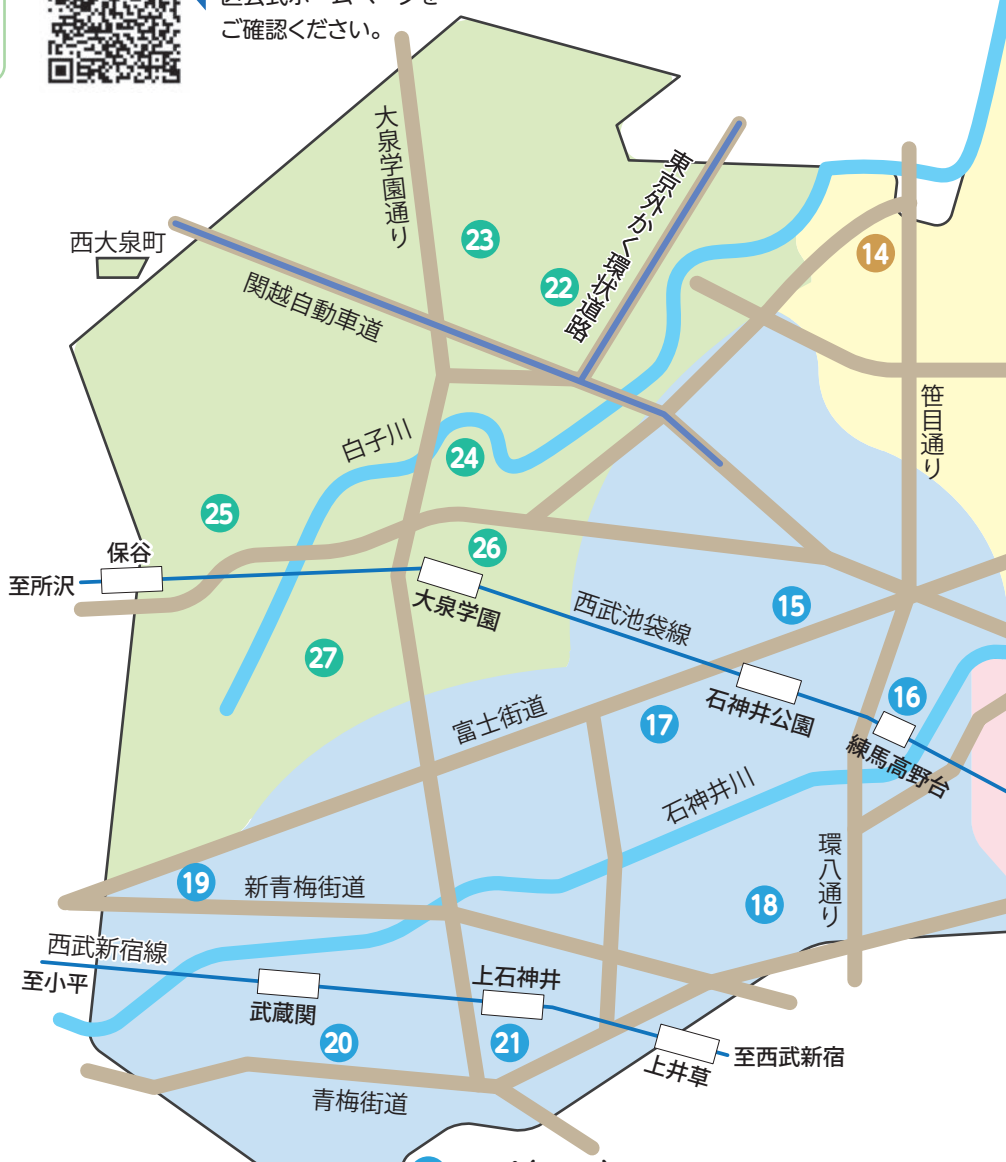 ご確認ください。
大泉学園通り
東京外かく環状道路
西大泉町
関越自動車道
23
22
14
笹目通り
白子川
24
25
26
保谷
至所沢
大泉学園
西武池袋線
15
27
石神井公園
16
練馬高野台
富士街道
17
石神井川
環八通り
19
新青梅街道
18
西武新宿線
至小平
武蔵関
上石神井
20
21
上井草
至西武新宿
青梅街道